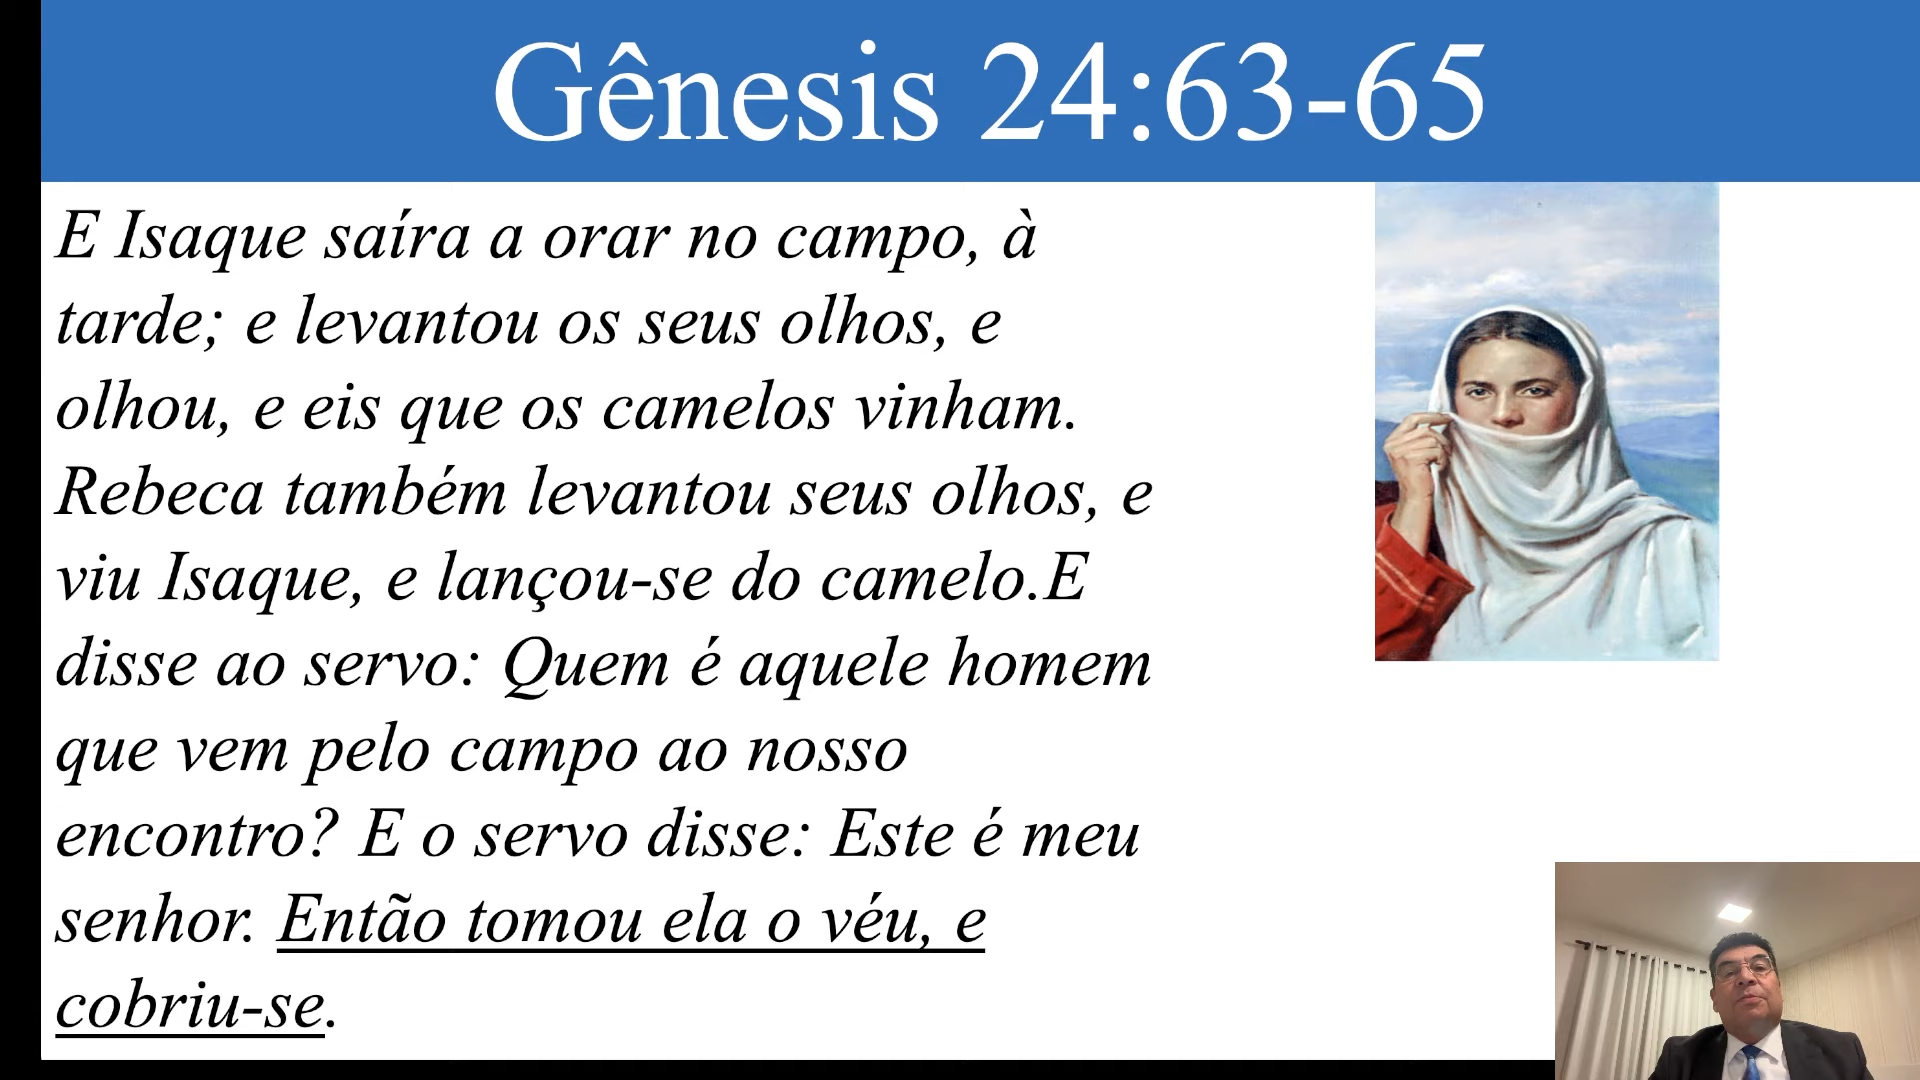 Gênesis 24:63-65
E Isaque saíra a orar no campo, à
tarde; e levantou os seus olhos, e
olhou, e eis que os camelos vinham.
Rebeca também levantou seus olhos, e
viu Isaque, e lançou-se do camelo.E
disse ao servo: Quem é aquele homem
que vem pelo campo ao nosso
encontro? E o servo disse: Este é meu
senhor. Então tomou ela o véu, e
cobriu-se.